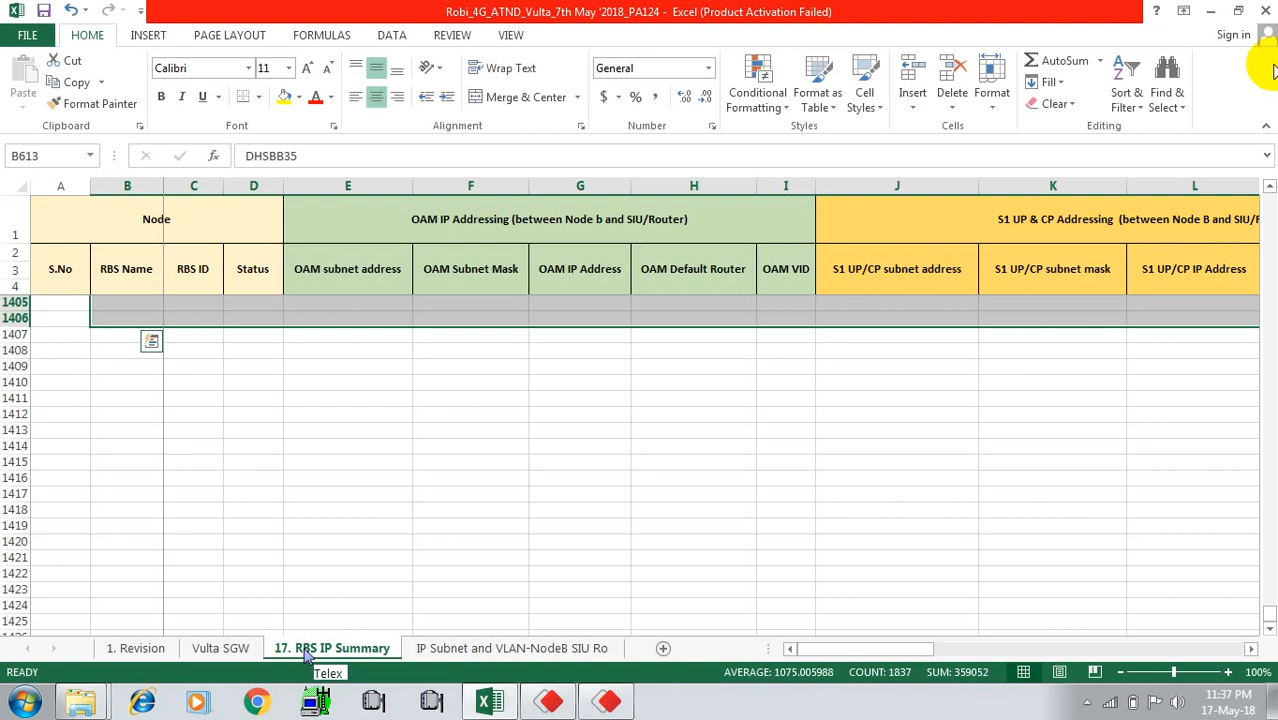 Robi_4G_ATND_Vulta_7th May '2018_PA124 - Excel (Product Activation Failed)
FILE HOME INSERT PAGE LAYOUT FORMULAS DATA REVIEW VIEW Sign in
Paste Cut Copy Format Painter Clipboard
Calibri 11 B I U A Font
Wrap Text Merge & Center Alignment
General $ % , Number
Conditional Formatting Format as Table Cell Styles Styles
Insert Delete Format Cells
AutoSum Fill Clear Sort & Filter Find & Select Editing
B613 fx DHSBB35
A B C D E F G H I J K L
1 Node OAM IP Addressing (between Node b and SIU/Router) S1 UP & CP Addressing (between Node B and SIU/R
2
3 S.No RBS Name RBS ID Status OAM subnet address OAM Subnet Mask OAM IP Address OAM Default Router OAM VID S1 UP/CP subnet address S1 UP/CP subnet mask S1 UP/CP IP Address
4
1405
1406
1407
1408
1409
1410
1411
1412
1413
1414
1415
1416
1417
1418
1419
1420
1421
1422
1423
1424
1425
1426
1. Revision Vulta SGW 17. RBS IP Summary IP Subnet and VLAN-NodeB SIU Ro
READY AVERAGE: 1075.005988 COUNT: 1837 SUM: 359052 100%
Telex
11:37 PM
17-May-18